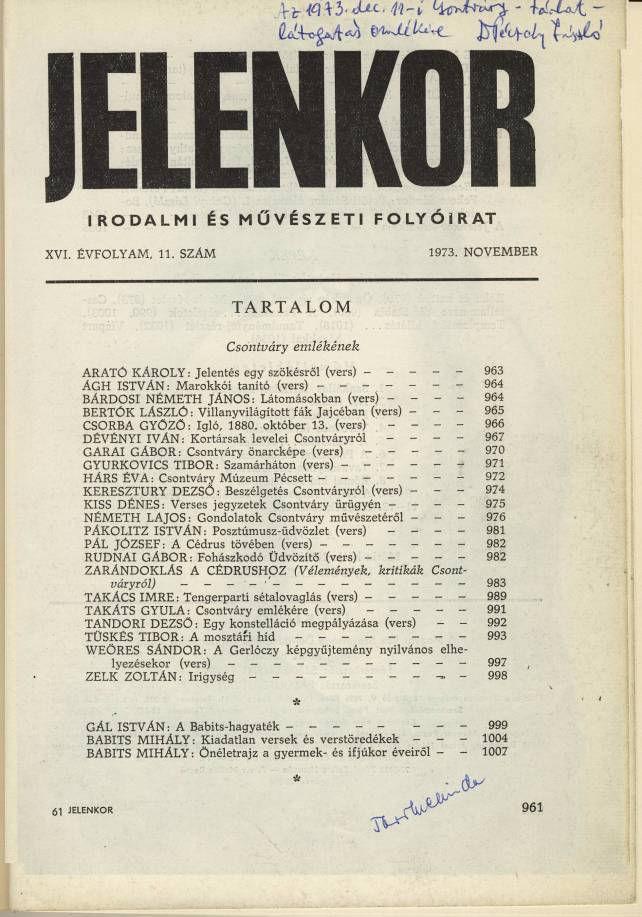 Az 1973. dec. 11-i Csontváry - tárlat -
látogatás emlékére
JELENKOR
IRODALMI ÉS MŰVÉSZETI FOLYÓIRAT
XVI. ÉVFOLYAM, 11. SZÁM 1973. NOVEMBER
TARTALOM
Csontváry emlékének
ARATÓ KÁROLY: Jelentés egy szökésről (vers) – – – – – 963
ÁGH ISTVÁN: Marokkói tanító (vers) – – – – – – – 964
BÁRDOSI NÉMETH JÁNOS: Látomásokban (vers) – – – – 964
BERTÓK LÁSZLÓ: Villanyvilágított fák Jajcéban (vers) – – – 965
CSORBA GYŐZŐ: Igló, 1880. október 13. (vers) – – – – 966
DÉVÉNYI IVÁN: Kortársak levelei Csontváryról – – – – 967
GARAI GÁBOR: Csontváry önarcképe (vers) – – – – – 970
GYURKOVICS TIBOR: Szamárháton (vers) – – – – – – 971
HÁRS ÉVA: Csontváry Múzeum Pécsett – – – – – – – 972
KERESZTURY DEZSŐ: Beszélgetés Csontváryról (vers) – – – 974
KISS DÉNES: Verses jegyzetek Csontváry ürügyén – – – – 975
NÉMETH LAJOS: Gondolatok Csontváry művészetéről – – – 976
PÁKOLITZ ISTVÁN: Posztúmusz-üdvözlet (vers) – – – – 981
PÁL JÓZSEF: A Cédrus tövében (vers) – – – – – – – 982
RUDNAI GÁBOR: Fohászkodó Üdvözítő (vers) – – – – – 982
ZARÁNDOKLÁS A CÉDRUSHOZ (Vélemények, kritikák Csont-
váryról) – – – – – – – – – – – 983
TAKÁCS IMRE: Tengerparti sétalovaglás (vers) – – – – – 989
TAKÁTS GYULA: Csontváry emlékére (vers) – – – – – 991
TANDORI DEZSŐ: Egy konstelláció megpályázása (vers) – – 992
TÜSKÉS TIBOR: A mosztári híd – – – – – – – – 993
WEÖRES SÁNDOR: A Gerlóczy képgyűjtemény nyilvános elhe-
lyezésekor (vers) – – – – – – – – – – 997
ZELK ZOLTÁN: Irigység – – – – – – – – – – 998
*
GÁL ISTVÁN: A Babits-hagyaték – – – – – – – – 999
BABITS MIHÁLY: Kiadatlan versek és verstöredékek – – – 1004
BABITS MIHÁLY: Önéletrajz a gyermek- és ifjúkor éveiről – – 1007
*
61 JELENKOR 961